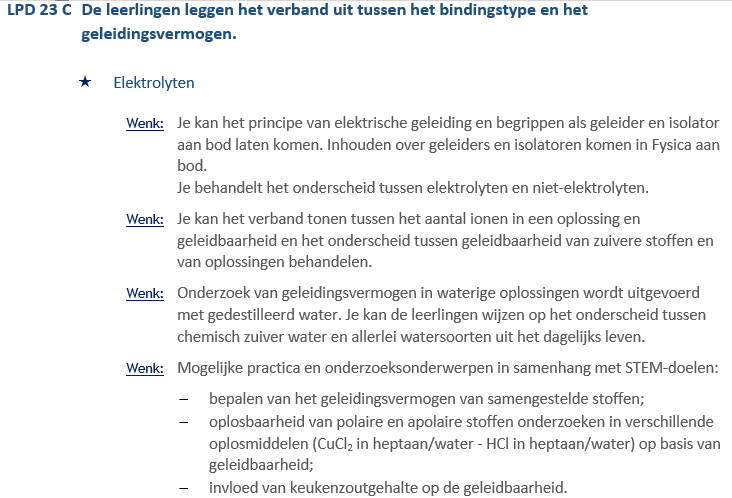 LPD 23 C De leerlingen leggen het verband uit tussen het bindingstype en het
geleidingsvermogen.
★ Elektrolyten
Wenk: Je kan het principe van elektrische geleiding en begrippen als geleider en isolator
aan bod laten komen. Inhouden over geleiders en isolatoren komen in Fysica aan
bod.
Je behandelt het onderscheid tussen elektrolyten en niet-elektrolyten.
Wenk: Je kan het verband tonen tussen het aantal ionen in een oplossing en
geleidbaarheid en het onderscheid tussen geleidbaarheid van zuivere stoffen en
van oplossingen behandelen.
Wenk: Onderzoek van geleidingsvermogen in waterige oplossingen wordt uitgevoerd
met gedestilleerd water. Je kan de leerlingen wijzen op het onderscheid tussen
chemisch zuiver water en allerlei watersoorten uit het dagelijks leven.
Wenk: Mogelijke practica en onderzoeksonderwerpen in samenhang met STEM-doelen:
– bepalen van het geleidingsvermogen van samengestelde stoffen;
– oplosbaarheid van polaire en apolaire stoffen onderzoeken in verschillende
oplosmiddelen (CuCl₂ in heptaan/water - HCl in heptaan/water) op basis van
geleidbaarheid;
– invloed van keukenzoutgehalte op de geleidbaarheid.